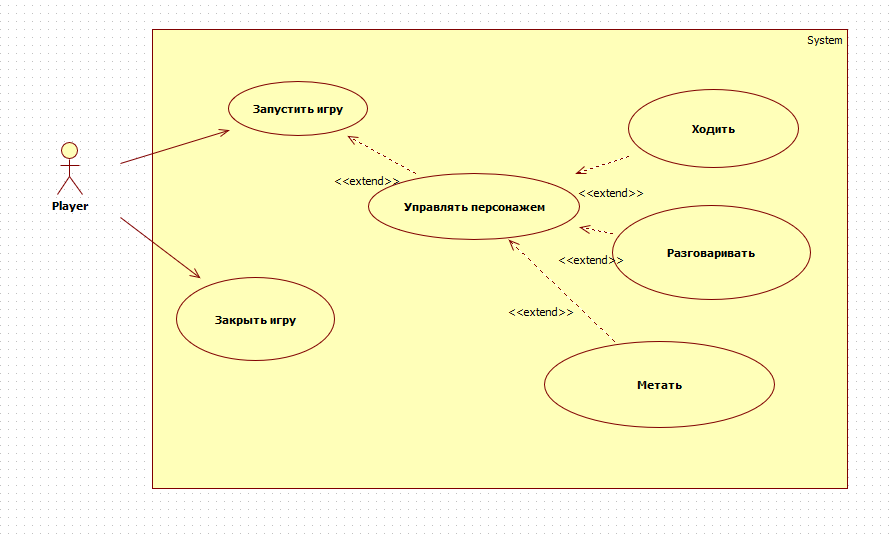 System
Запустить игру
Ходить
Player
<<extend>>
Управлять персонажем
<<extend>>
Разговаривать
<<extend>>
<<extend>>
Закрыть игру
Метать